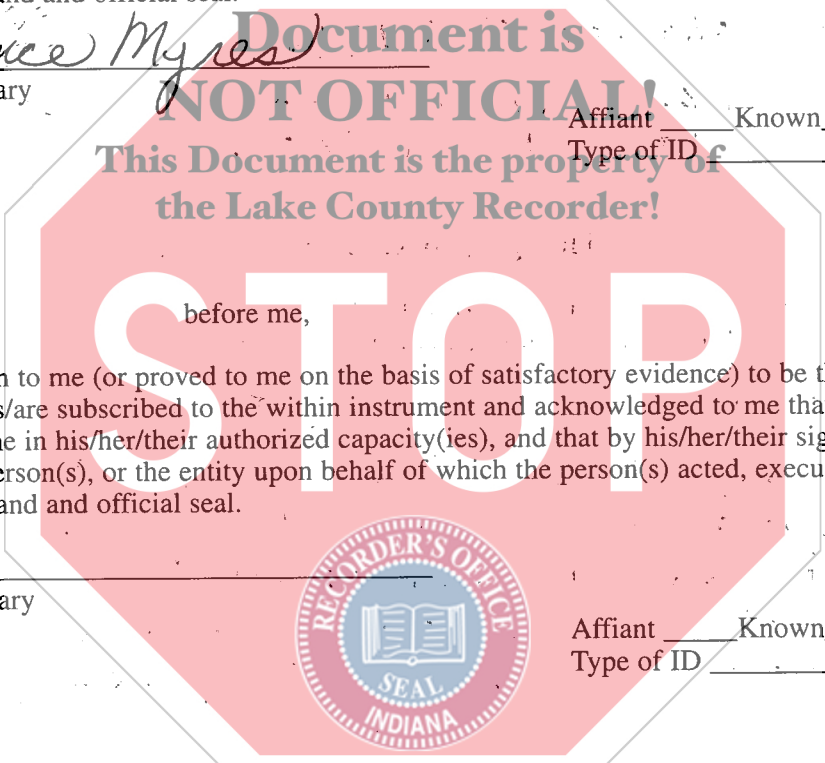 and and official seal.
ice Myres
Document is
ary
NOT OFFICIAL!
Affiant _____ Known
This Document is the property of
Type of ID
the Lake County Recorder!
STOP
before me,
n to me (or proved to me on the basis of satisfactory evidence) to be t
s/are subscribed to the within instrument and acknowledged to me tha
e in his/her/their authorized capacity(ies), and that by his/her/their sig
erson(s), or the entity upon behalf of which the person(s) acted, execu
and and official seal.
RECORDER'S OFFICE
SEAL
INDIANA
ary
Affiant _____ Known
Type of ID